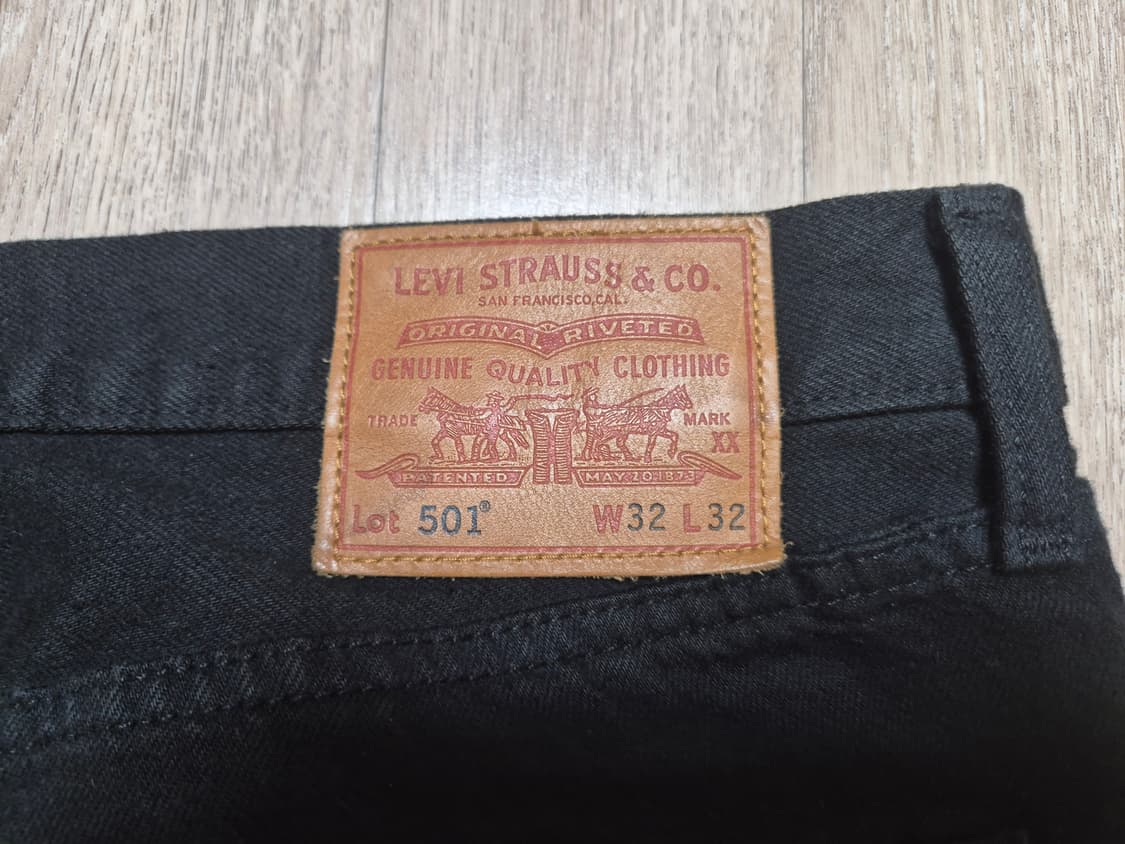 LEVI STRAUSS & CO.
SAN FRANCISCO, CAL.
ORIGINAL RIVETED
GENUINE QUALITY CLOTHING
TRADE MARK
XX
PATENTED MAY 20 1873
Lot 501® W32 L32